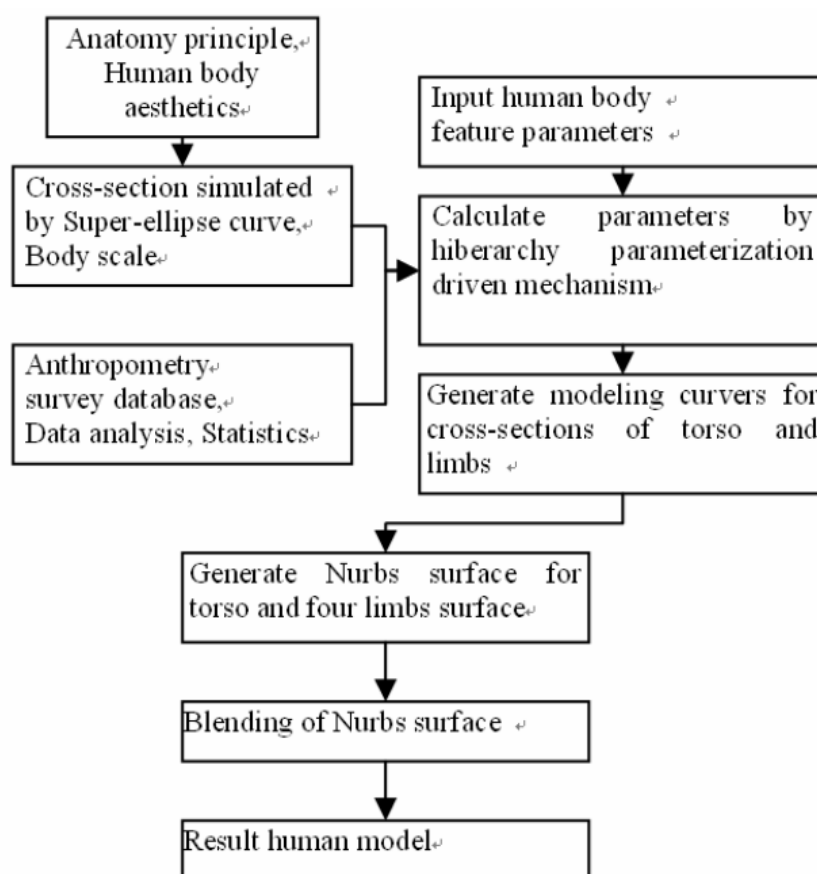 Anatomy principle,
Human body
aesthetics
Input human body
feature parameters
Cross-section simulated
by Super-ellipse curve,
Body scale
Calculate parameters by
hiberarchy parameterization
driven mechanism
Anthropometry
survey database,
Data analysis, Statistics
Generate modeling curvers for
cross-sections of torso and
limbs
Generate Nurbs surface for
torso and four limbs surface
Blending of Nurbs surface
Result human model